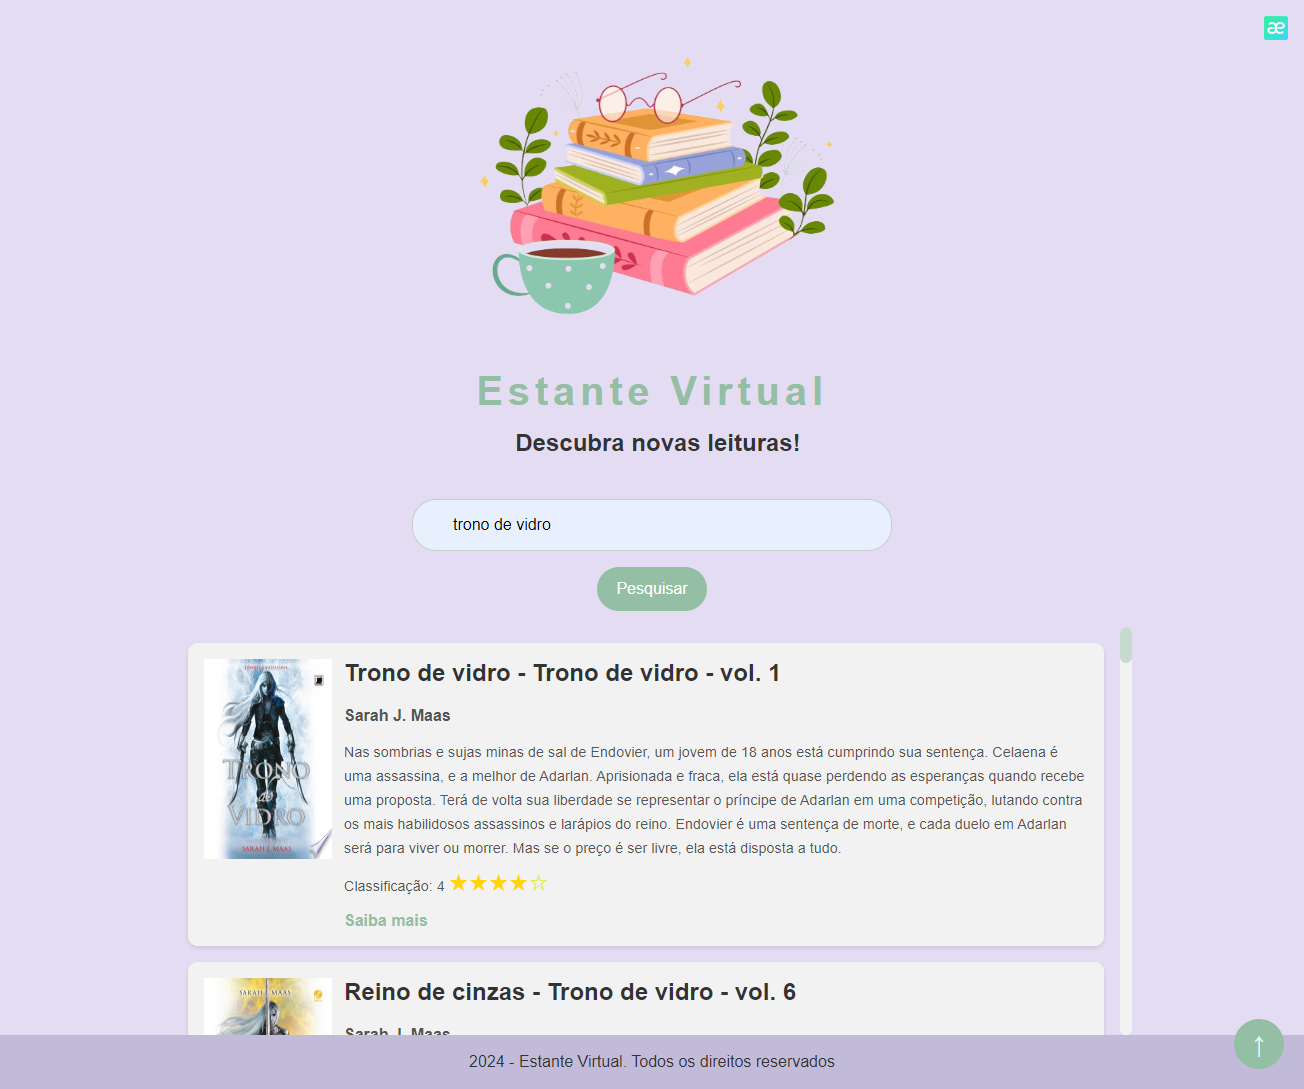 æ
Estante Virtual
Descubra novas leituras!
trono de vidro
Pesquisar
TRONO
de
VIDRO
SARAH J. MAAS
Trono de vidro - Trono de vidro - vol. 1
Sarah J. Maas
Nas sombrias e sujas minas de sal de Endovier, um jovem de 18 anos está cumprindo sua sentença. Celaena é
uma assassina, e a melhor de Adarlan. Aprisionada e fraca, ela está quase perdendo as esperanças quando recebe
uma proposta. Terá de volta sua liberdade se representar o príncipe de Adarlan em uma competição, lutando contra
os mais habilidosos assassinos e larápios do reino. Endovier é uma sentença de morte, e cada duelo em Adarlan
será para viver ou morrer. Mas se o preço é ser livre, ela está disposta a tudo.
Classificação: 4 ★★★★☆
Saiba mais
SARAH J. MAAS
Reino de cinzas - Trono de vidro - vol. 6
Sarah J. Maas
2024 - Estante Virtual. Todos os direitos reservados
↑